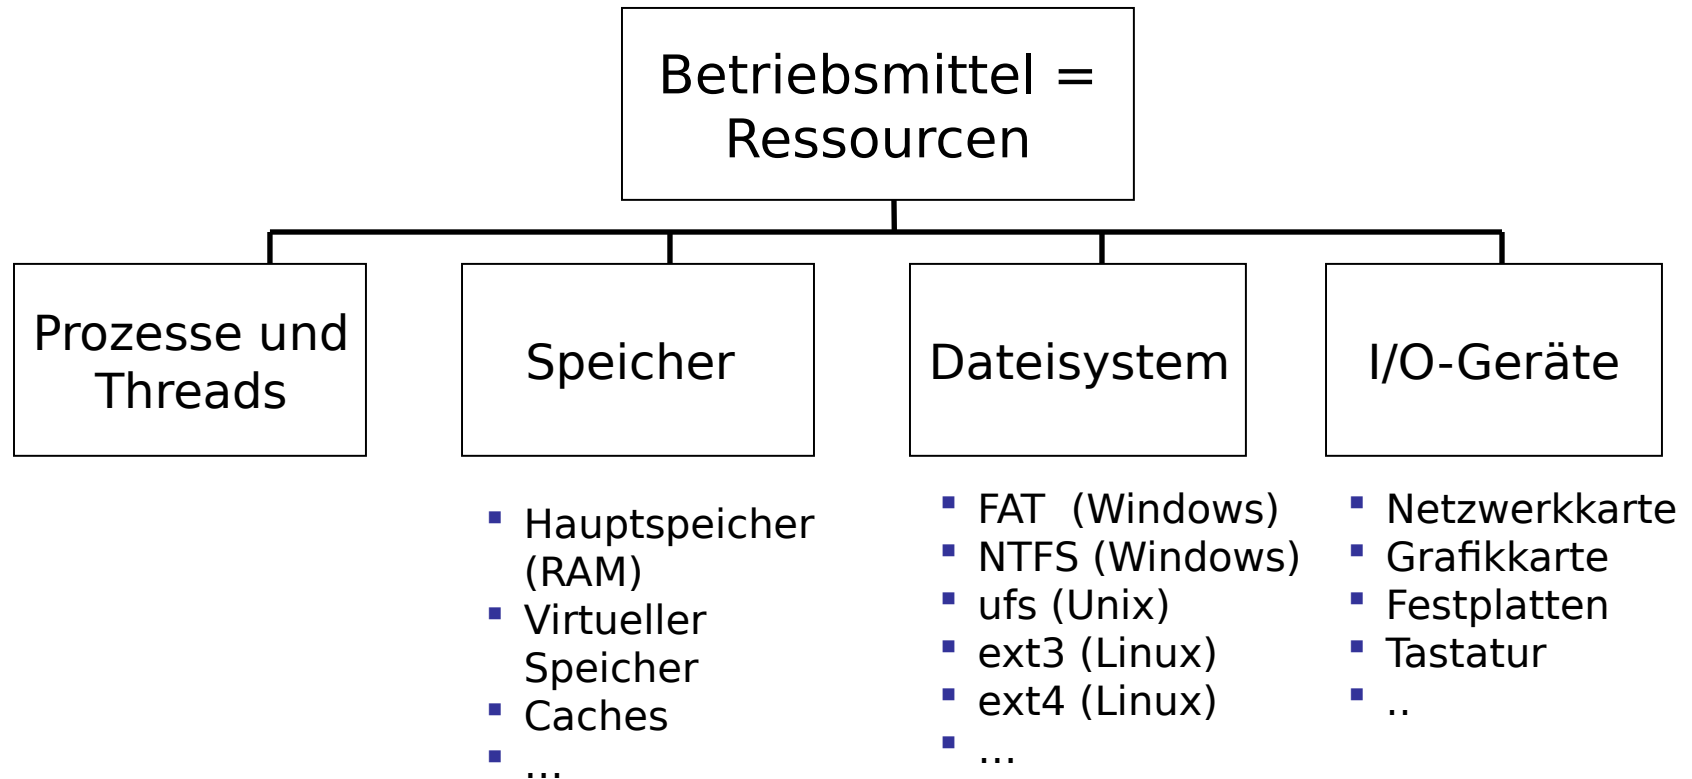 Betriebsmittel =
Ressourcen
Prozesse und
Threads
Speicher
Dateisystem
I/O-Geräte
Hauptspeicher
(RAM)
Virtueller
Speicher
Caches
...
FAT  (Windows)
NTFS (Windows)
ufs (Unix)
ext3 (Linux)
ext4 (Linux)
...
Netzwerkkarte
Grafikkarte
Festplatten
Tastatur
..